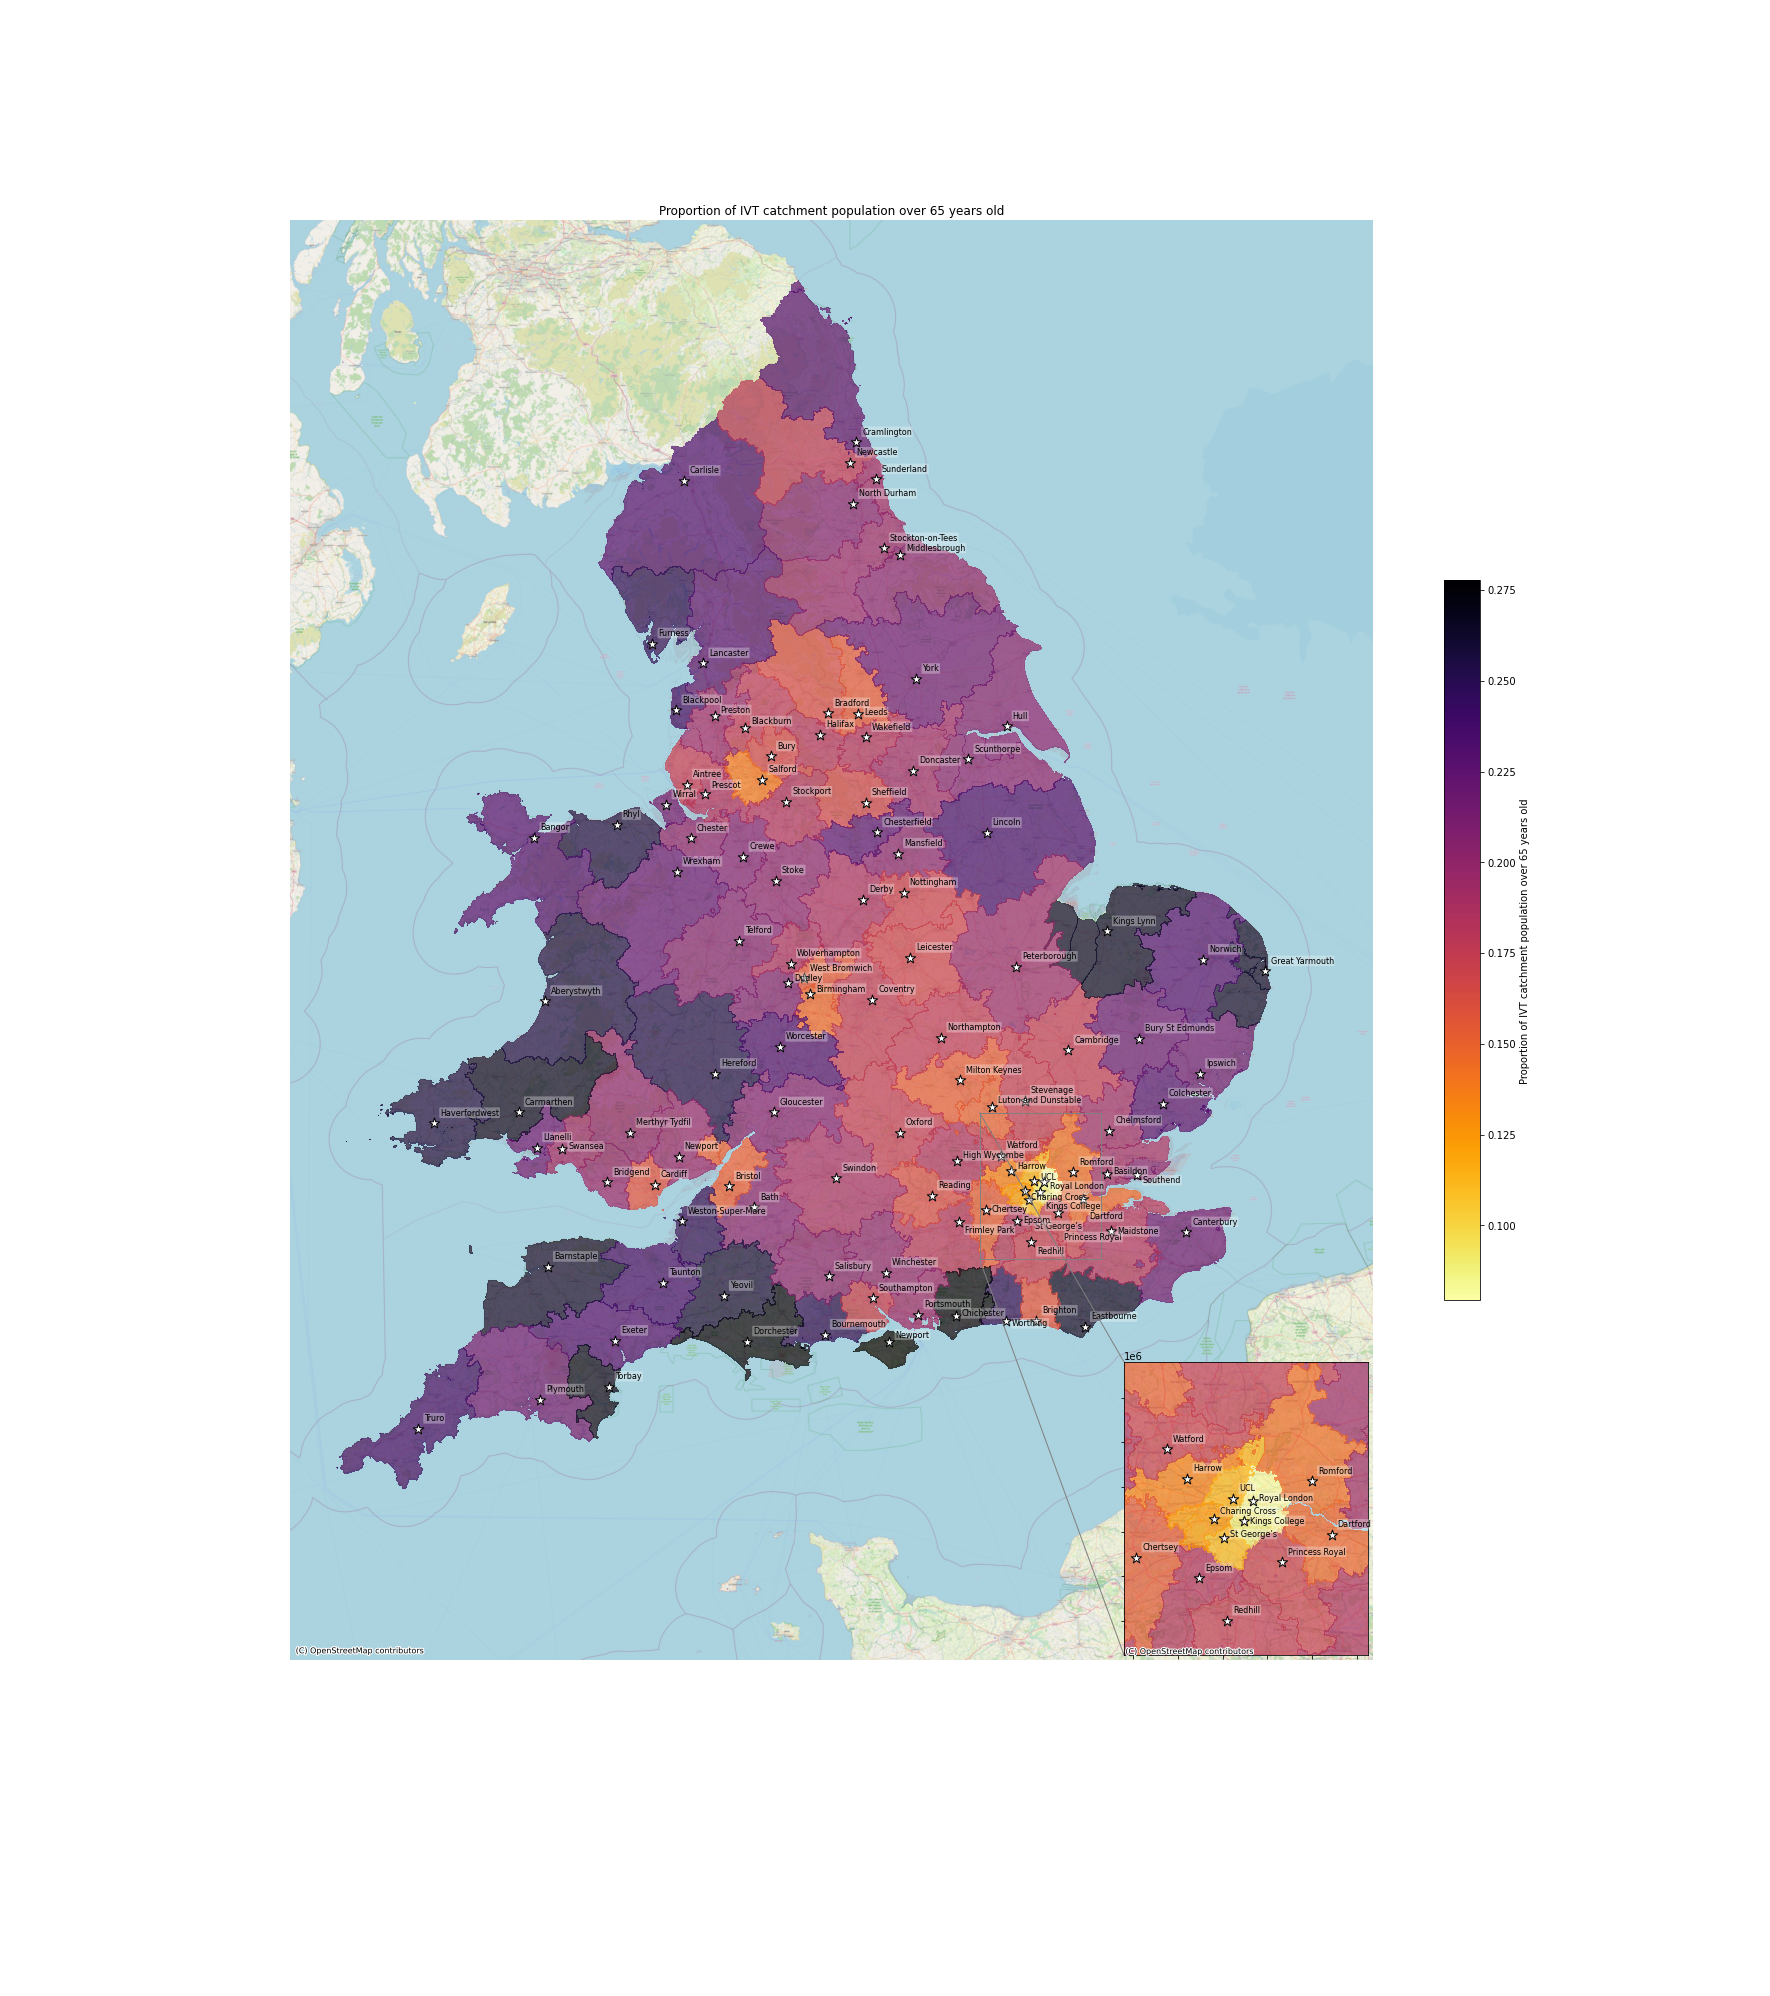 Proportion of IVT catchment population over 65 years old
Cramlington
Newcastle
Carlisle
Sunderland
North Durham
Stockton-on-Tees
Middlesbrough
Furness
Lancaster
York
Blackpool
Preston
Bradford
Leeds
Blackburn
Halifax
Wakefield
Hull
Bury
Scunthorpe
Salford
Doncaster
Aintree
Prescot
Wirral
Stockport
Sheffield
Rhyl
Bangor
Chester
Chesterfield
Lincoln
Crewe
Mansfield
Wrexham
Stoke
Derby
Nottingham
Kings Lynn
Telford
Wolverhampton
Leicester
Norwich
Peterborough
Great Yarmouth
West Bromwich
Dudley
Birmingham
Coventry
Aberystwyth
Northampton
Bury St Edmunds
Worcester
Cambridge
Hereford
Milton Keynes
Ipswich
Stevenage
Colchester
Luton And Dunstable
Carmarthen
Gloucester
Haverfordwest
Merthyr Tydfil
Oxford
Chelmsford
Llanelli
Swansea
Newport
Watford
High Wycombe
Harrow
Romford
Bridgend
Cardiff
Bristol
Swindon
Basildon
UCL
Southend
Reading
Royal London
Bath
Charing Cross
Kings College
Weston-Super-Mare
Chertsey
Dartford
Frimley Park
Epsom
St George's
Maidstone
Canterbury
Princess Royal
Redhill
Barnstaple
Taunton
Salisbury
Winchester
Yeovil
Southampton
Portsmouth
Chichester
Brighton
Worthing
Eastbourne
Exeter
Dorchester
Bournemouth
Newport
Torbay
Plymouth
Truro
1e6
Watford
Harrow
Romford
UCL
Royal London
Charing Cross
Kings College
Dartford
St George's
Chertsey
Princess Royal
Epsom
Redhill
(C) OpenStreetMap contributors
(C) OpenStreetMap contributors
0.275
0.250
0.225
0.200
0.175
0.150
0.125
0.100
Proportion of IVT catchment population over 65 years old